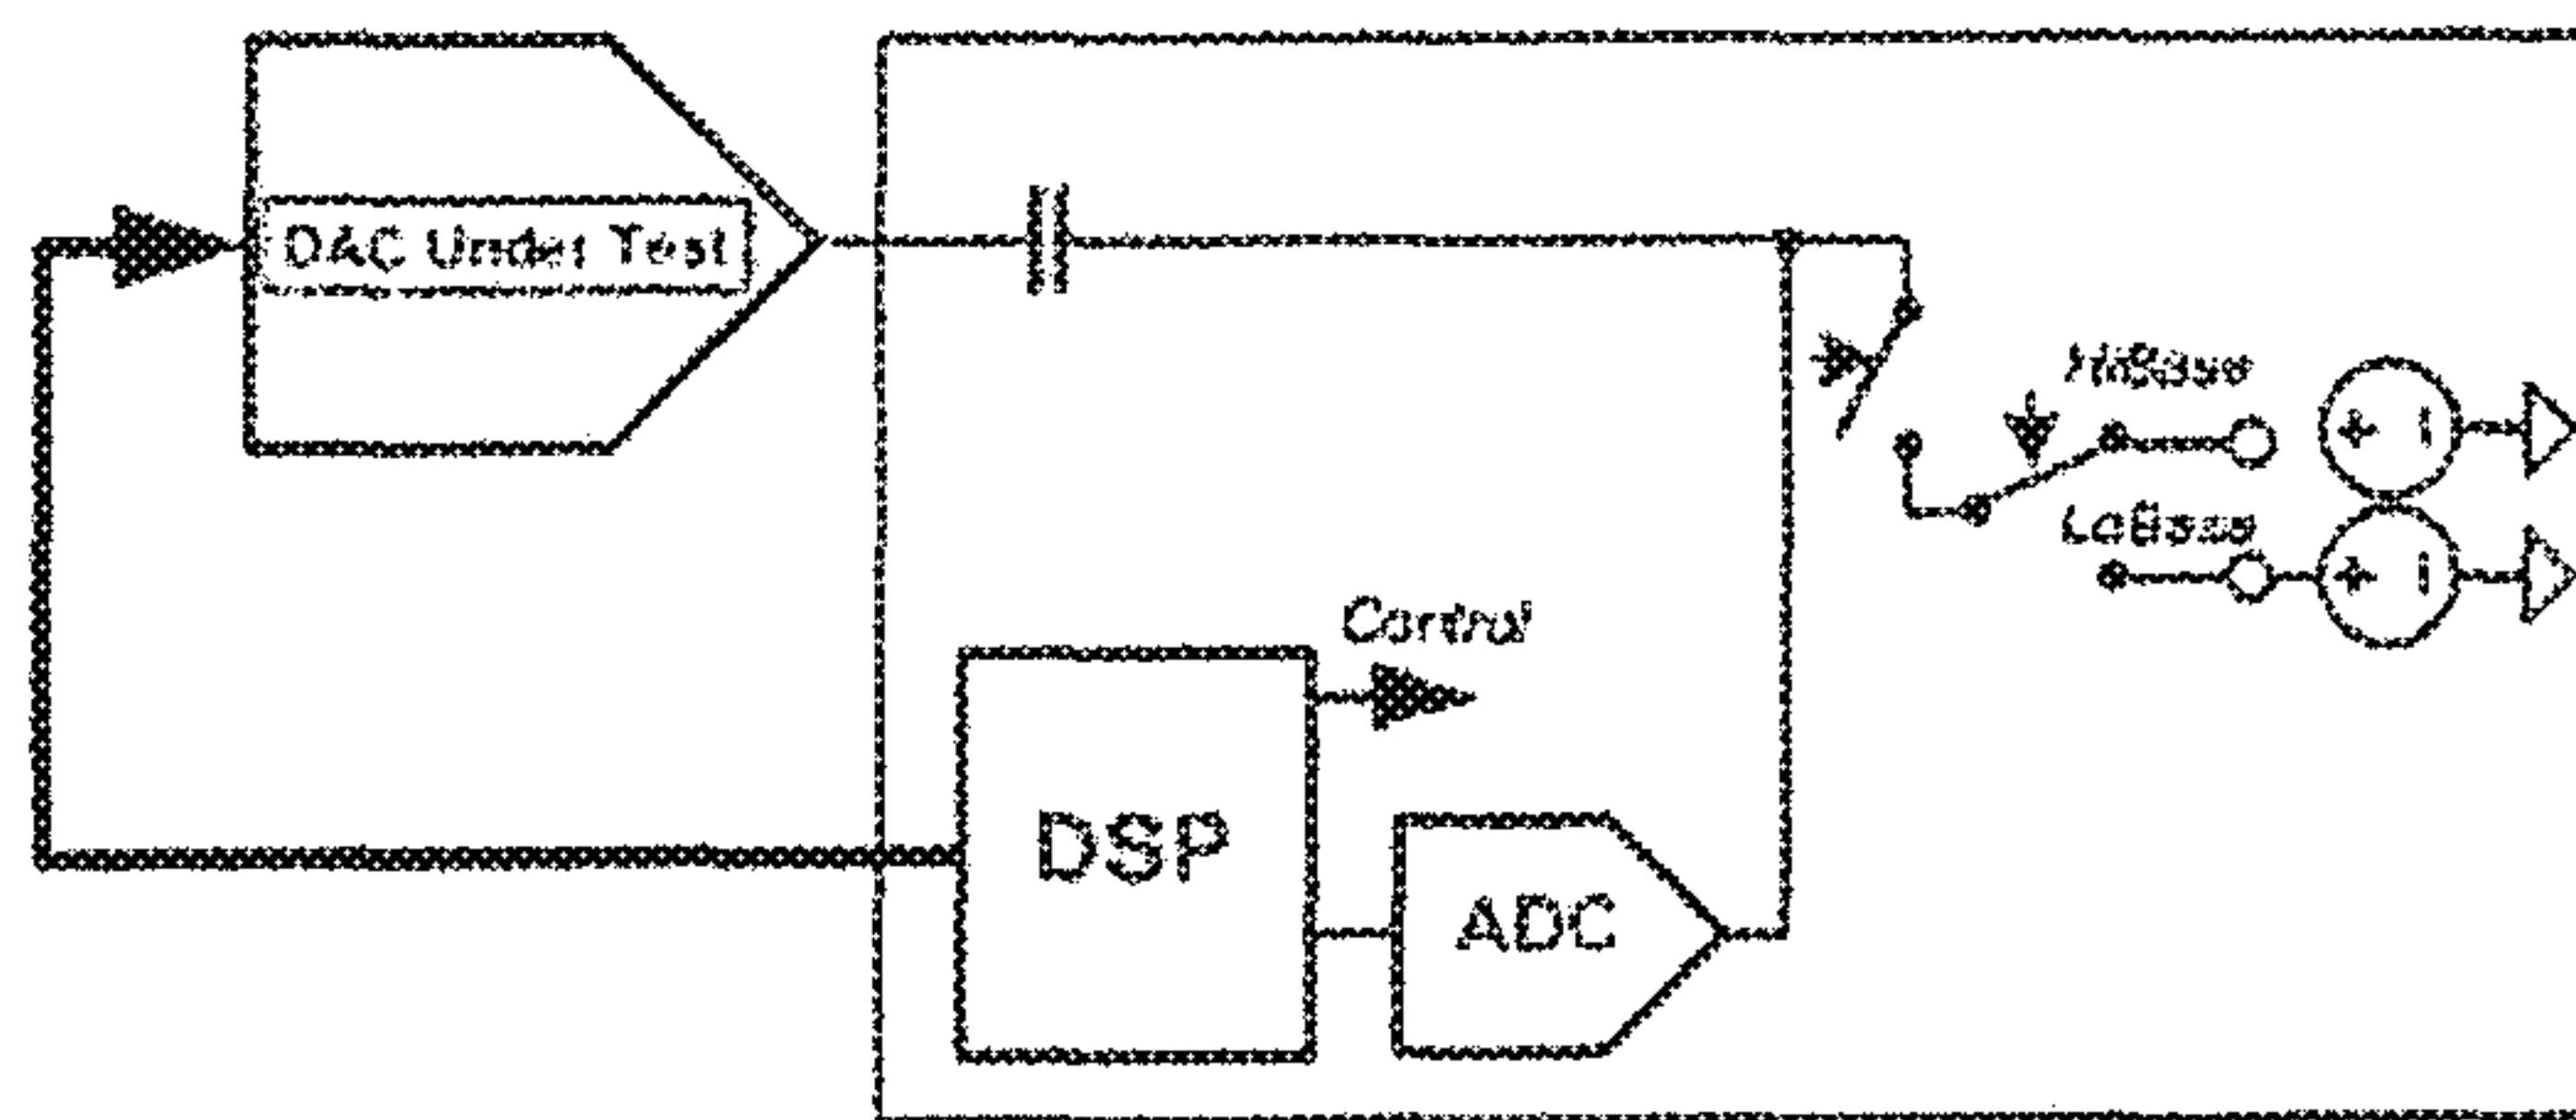 DAC Under Test
HiBase
LoBase
Control
DSP
ADC